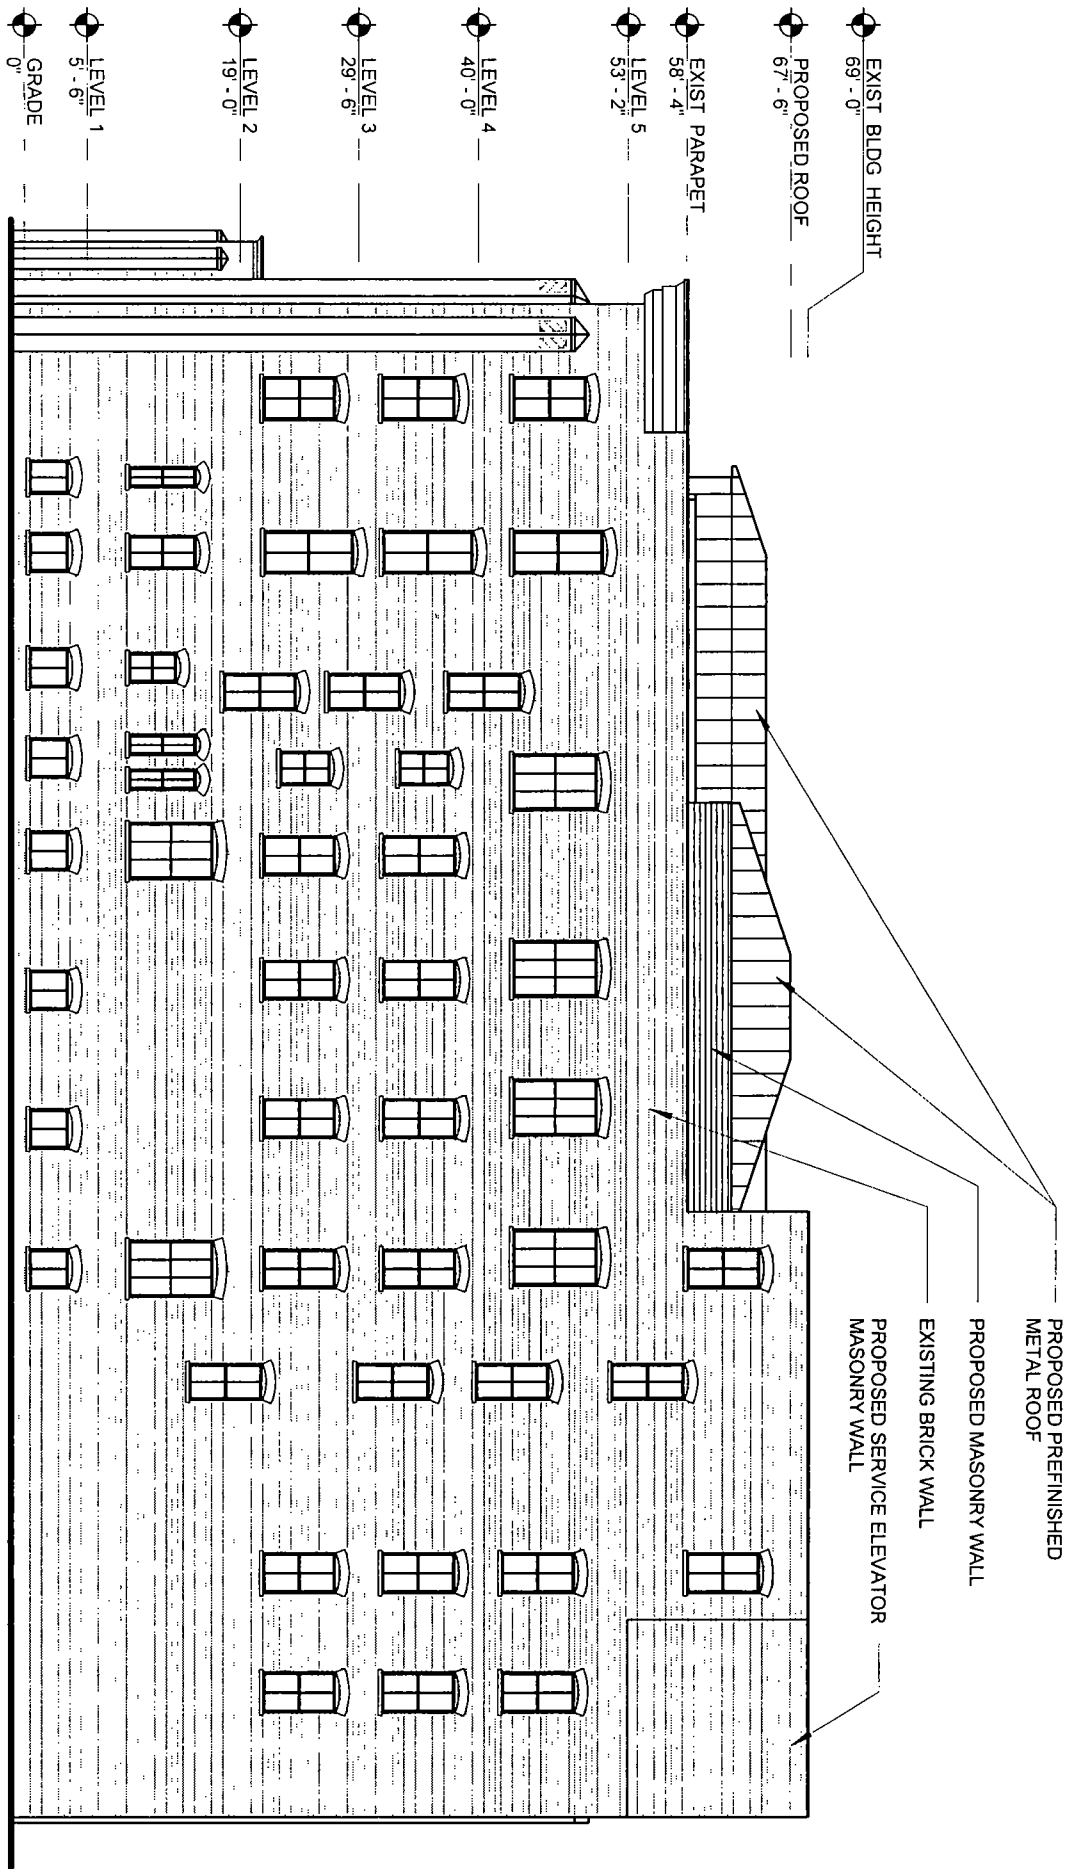 EXIST BLDG HEIGHT
69' - 0"
PROPOSED ROOF
67' - 6"
EXIST PARAPET
58' - 4"
LEVEL 5
53' - 2"
LEVEL 4
40' - 0"
LEVEL 3
29' - 6"
LEVEL 2
19' - 0"
LEVEL 1
5' - 6"
GRADE
0"
PROPOSED PREFINISHED
METAL ROOF
PROPOSED MASONRY WALL
EXISTING BRICK WALL
PROPOSED SERVICE ELEVATOR
MASONRY WALL